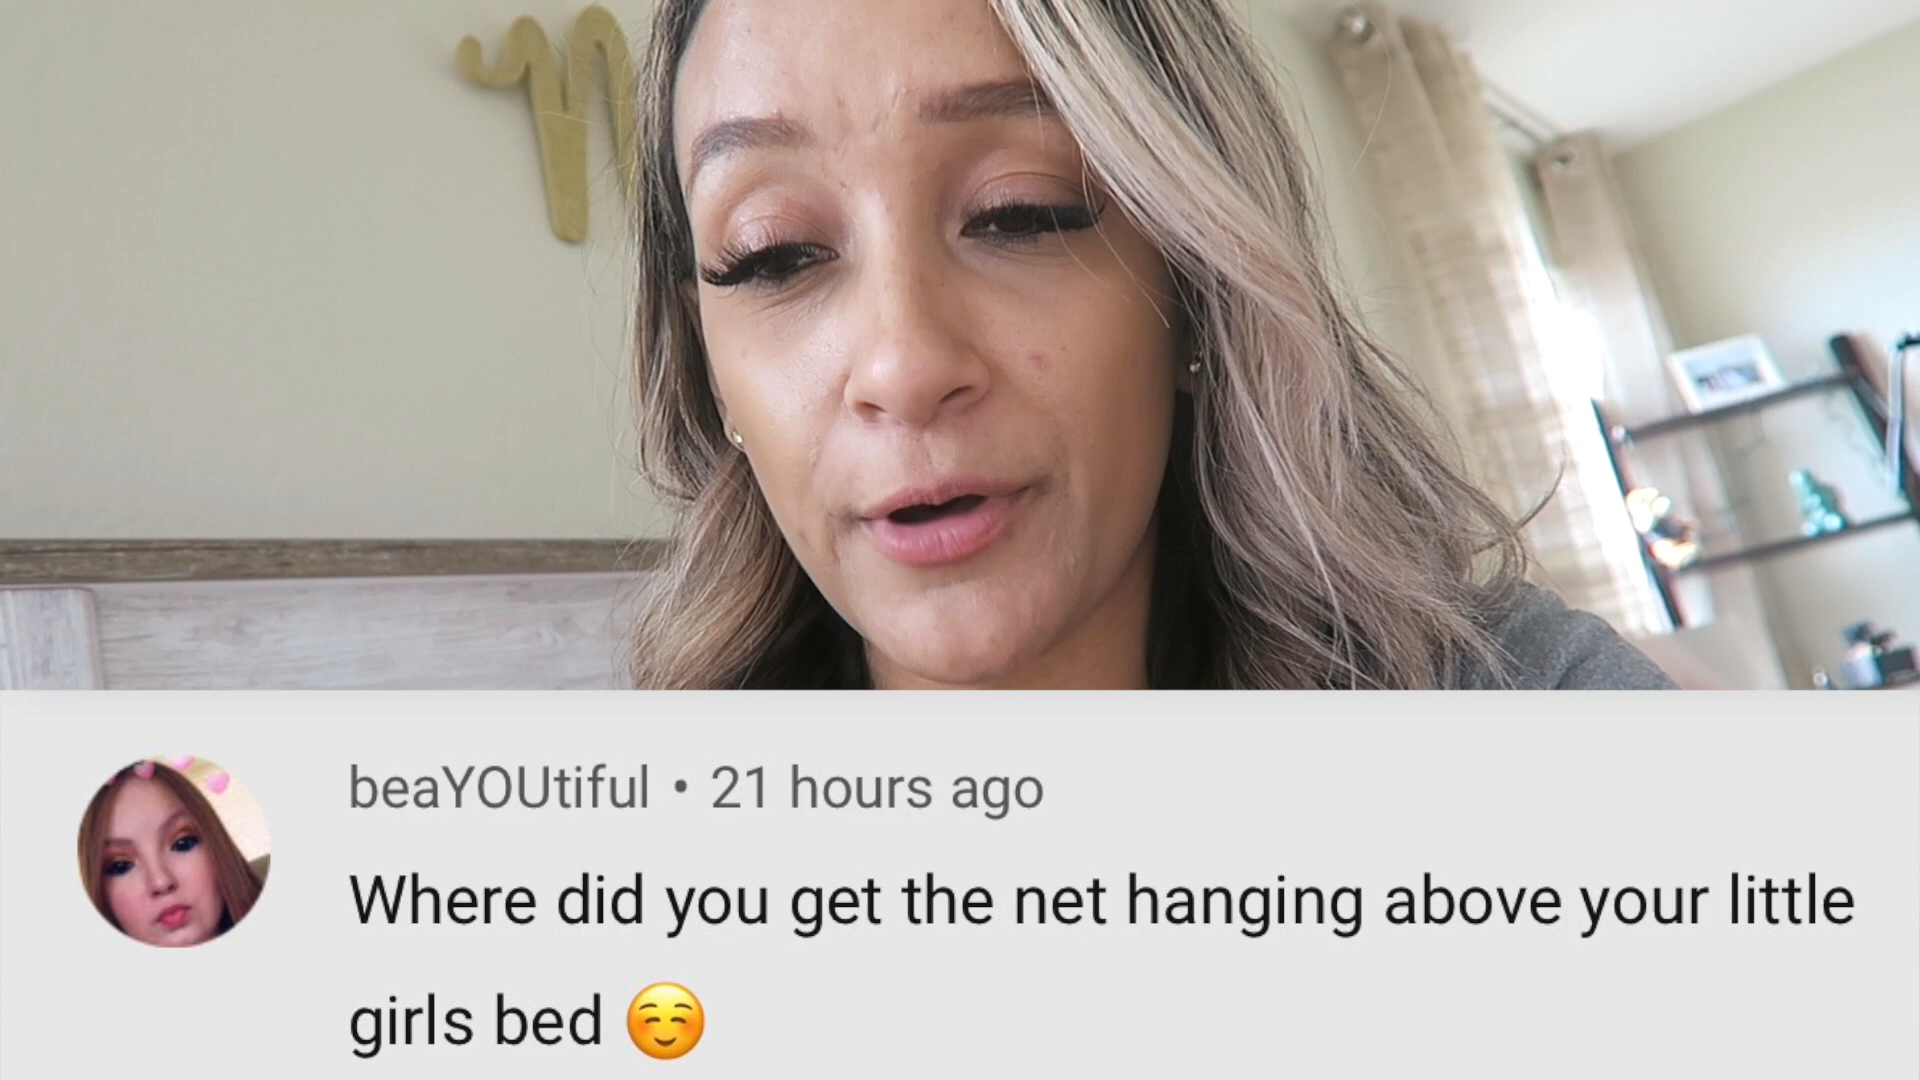 m
beaYOUtiful • 21 hours ago
Where did you get the net hanging above your little
girls bed ☺️